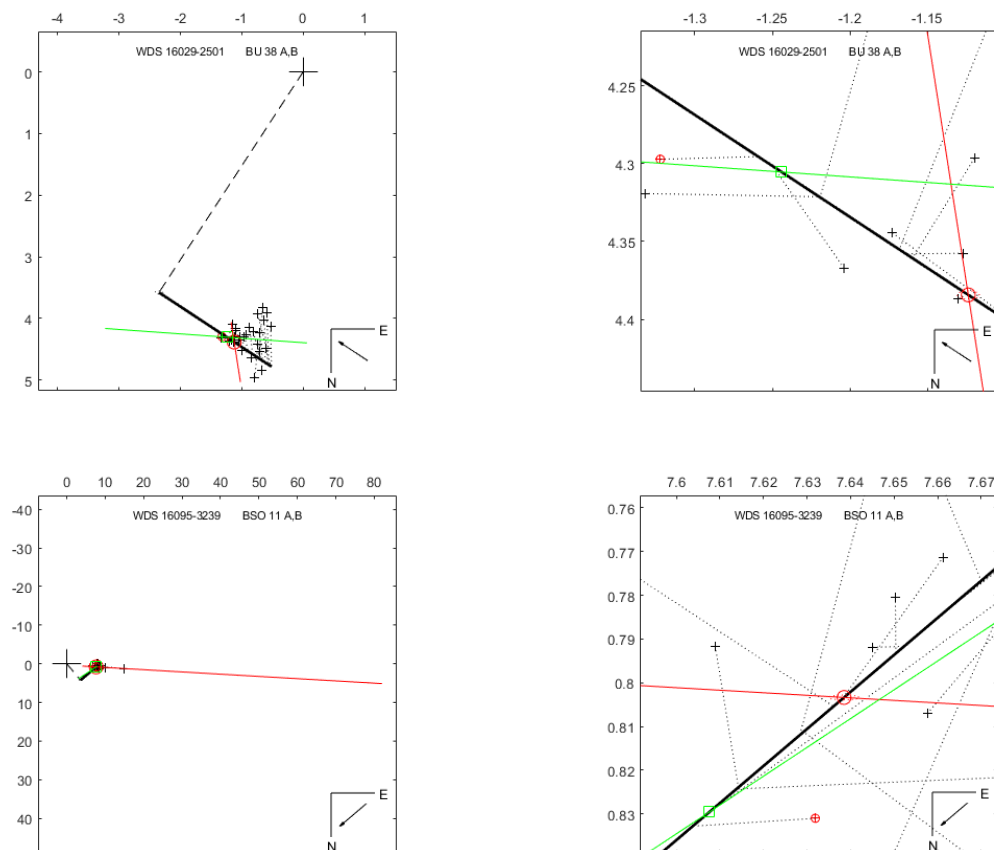 -4 -3 -2 -1 0 1
WDS 16029-2501 BU 38 A,B
0
1
2
3
4
5
E
N
-1.3 -1.25 -1.2 -1.15
WDS 16029-2501 BU 38 A,B
4.25
4.3
4.35
4.4
E
N
0 10 20 30 40 50 60 70 80
WDS 16095-3239 BSO 11 A,B
-40
-30
-20
-10
0
10
20
30
40
E
N
7.6 7.61 7.62 7.63 7.64 7.65 7.66 7.67
WDS 16095-3239 BSO 11 A,B
0.76
0.77
0.78
0.79
0.8
0.81
0.82
0.83
E
N